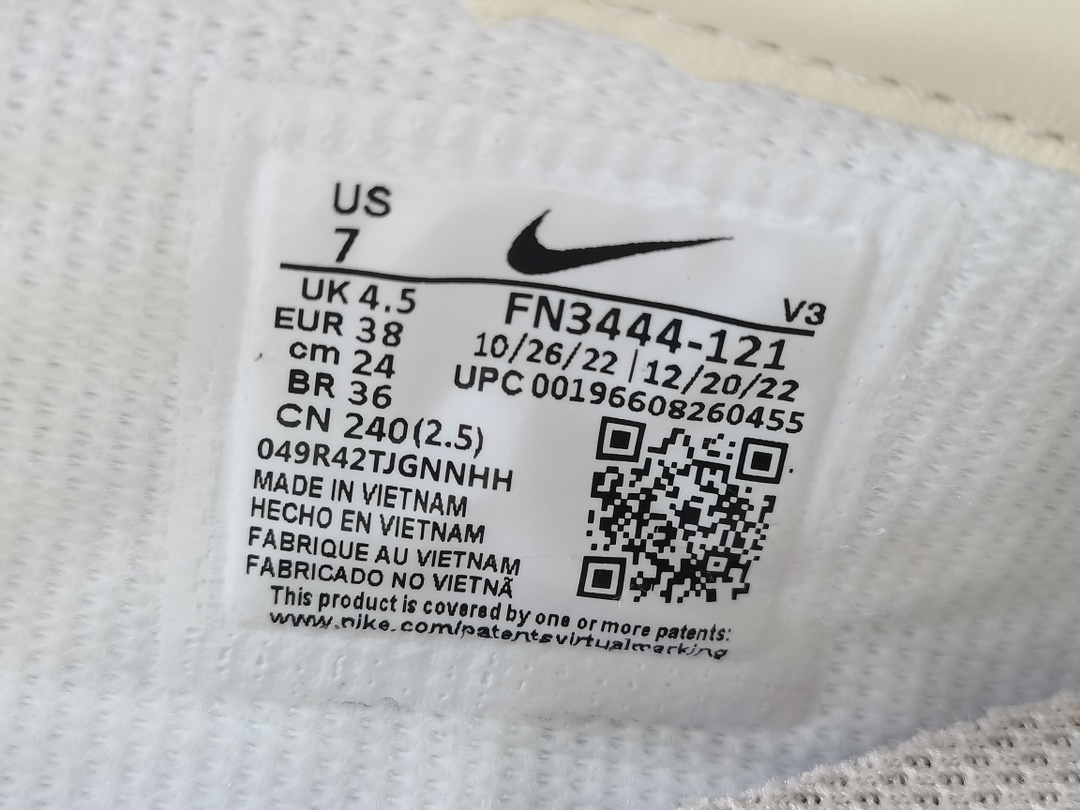 US
7
V3
UK 4.5
EUR 38
cm 24
BR 36
CN 240(2.5)
FN3444-121
10/26/22 | 12/20/22
UPC 00196608260455
049R42TJGNNHH
MADE IN VIETNAM
HECHO EN VIETNAM
FABRIQUE AU VIETNAM
FABRICADO NO VIETNÃ
This product is covered by one or more patents:
www.nike.com/patentsvirtualmarking